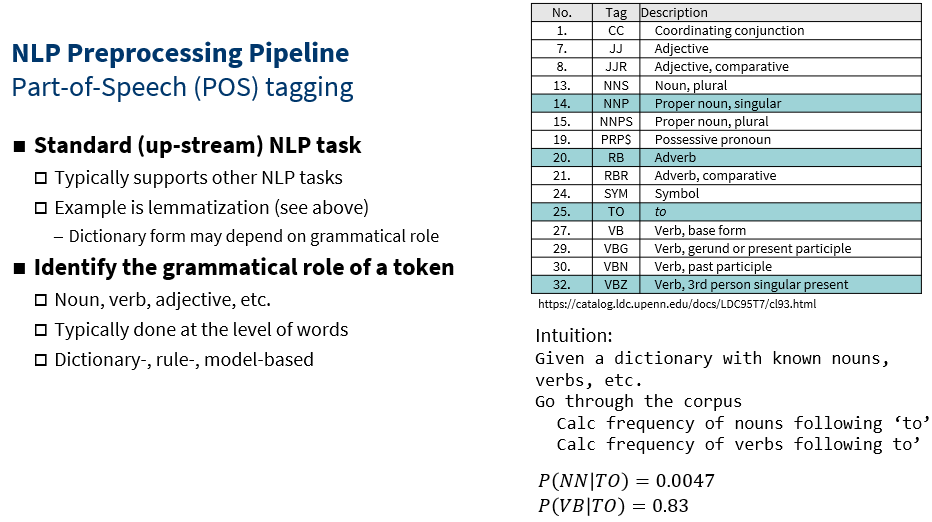 NLP Preprocessing Pipeline
Part-of-Speech (POS) tagging
■ Standard (up-stream) NLP task
□ Typically supports other NLP tasks
□ Example is lemmatization (see above)
– Dictionary form may depend on grammatical role
■ Identify the grammatical role of a token
□ Noun, verb, adjective, etc.
□ Typically done at the level of words
□ Dictionary-, rule-, model-based
No. Tag Description
1. CC Coordinating conjunction
7. JJ Adjective
8. JJR Adjective, comparative
13. NNS Noun, plural
14. NNP Proper noun, singular
15. NNPS Proper noun, plural
19. PRP$ Possessive pronoun
20. RB Adverb
21. RBR Adverb, comparative
24. SYM Symbol
25. TO to
27. VB Verb, base form
29. VBG Verb, gerund or present participle
30. VBN Verb, past participle
32. VBZ Verb, 3rd person singular present
https://catalog.ldc.upenn.edu/docs/LDC95T7/cl93.html
Intuition:
Given a dictionary with known nouns,
verbs, etc.
Go through the corpus
Calc frequency of nouns following ‘to’
Calc frequency of verbs following to’
P(NN|TO) = 0.0047
P(VB|TO) = 0.83